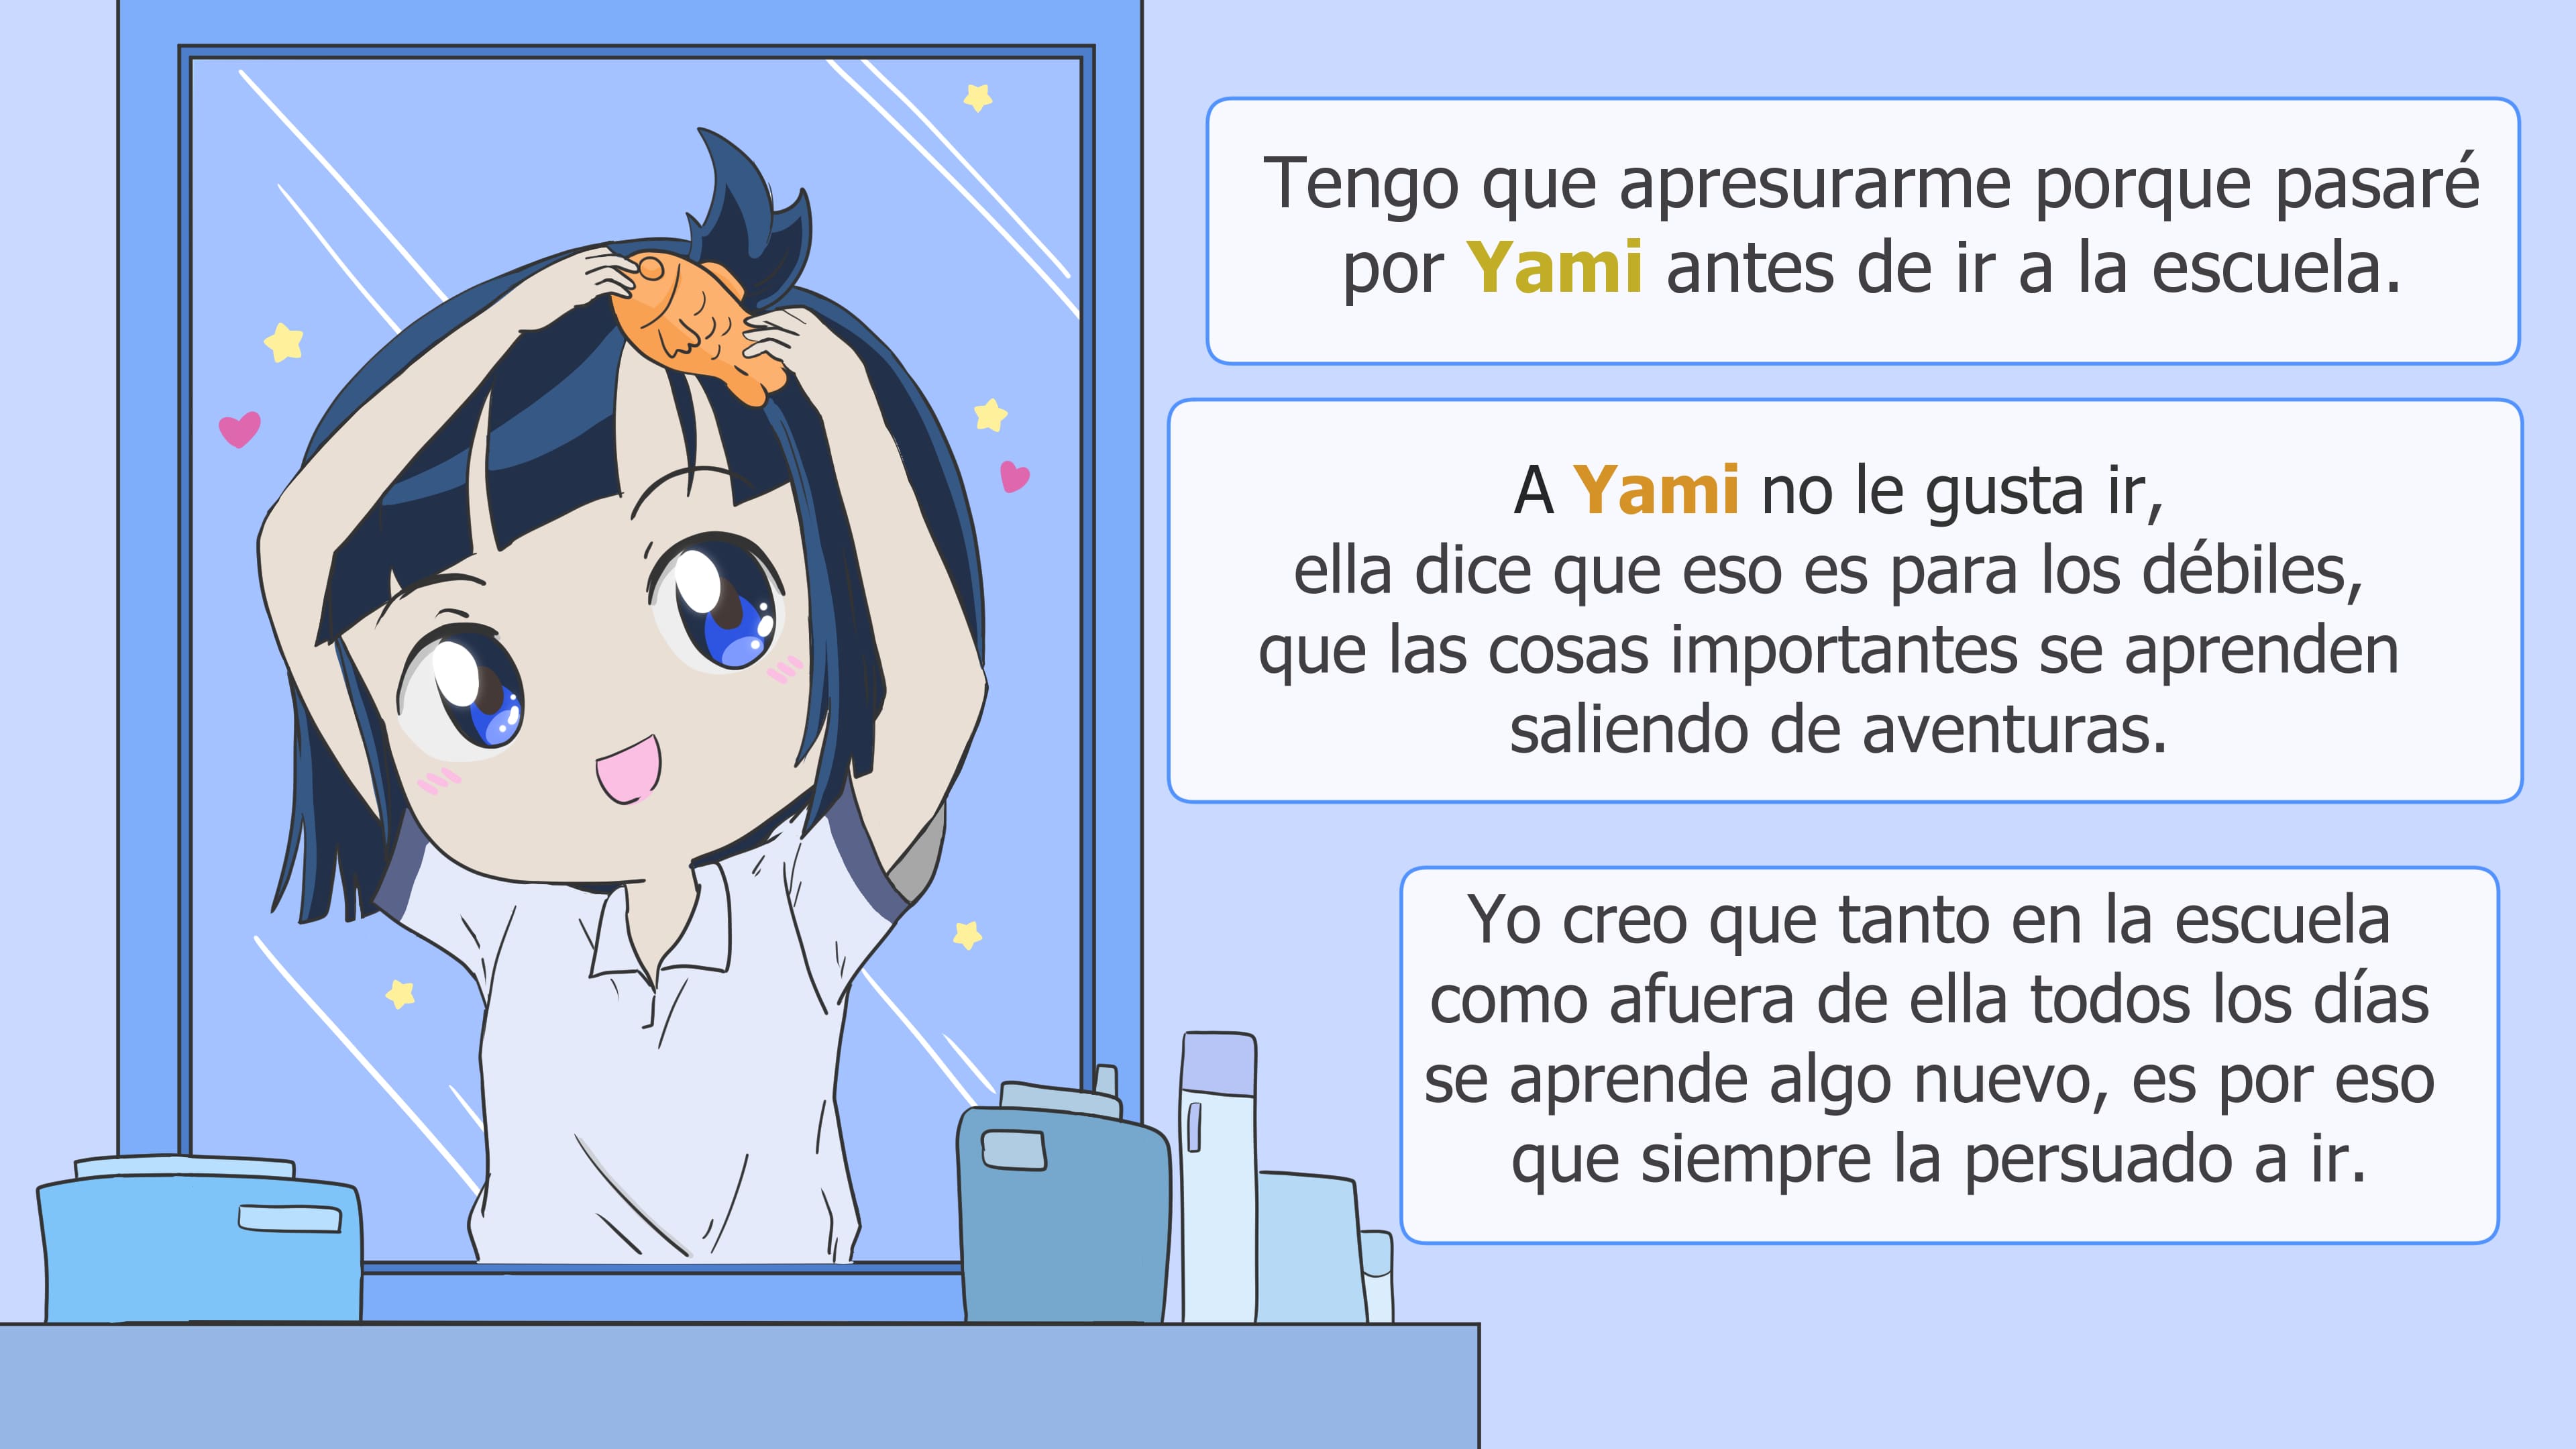 Tengo que apresurarme porque pasaré
por Yami antes de ir a la escuela.
A Yami no le gusta ir,
ella dice que eso es para los débiles,
que las cosas importantes se aprenden
saliendo de aventuras.
Yo creo que tanto en la escuela
como afuera de ella todos los días
se aprende algo nuevo, es por eso
que siempre la persuado a ir.